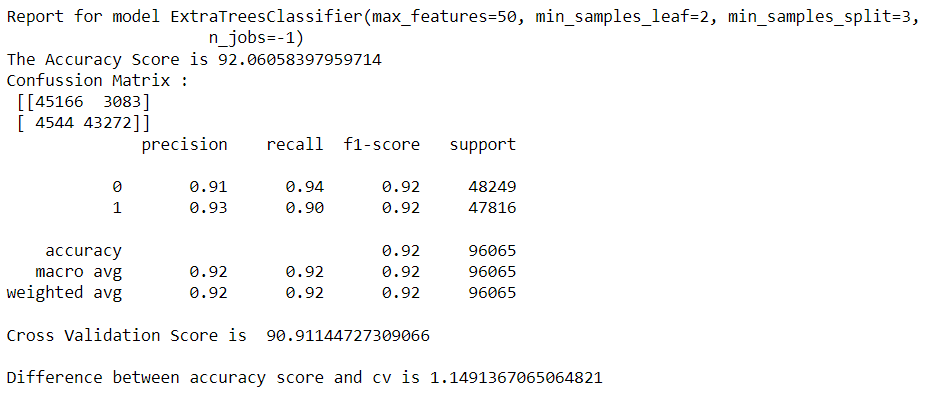 Report for model ExtraTreesClassifier(max_features=50, min_samples_leaf=2, min_samples_split=3,
n_jobs=-1)
The Accuracy Score is 92.06058397959714
Confussion Matrix :
[[45166  3083]
[ 4544 43272]]
precision    recall  f1-score   support
0       0.91      0.94      0.92     48249
1       0.93      0.90      0.92     47816
accuracy                           0.92     96065
macro avg       0.92      0.92      0.92     96065
weighted avg       0.92      0.92      0.92     96065
Cross Validation Score is  90.91144727309066
Difference between accuracy score and cv is 1.1491367065064821